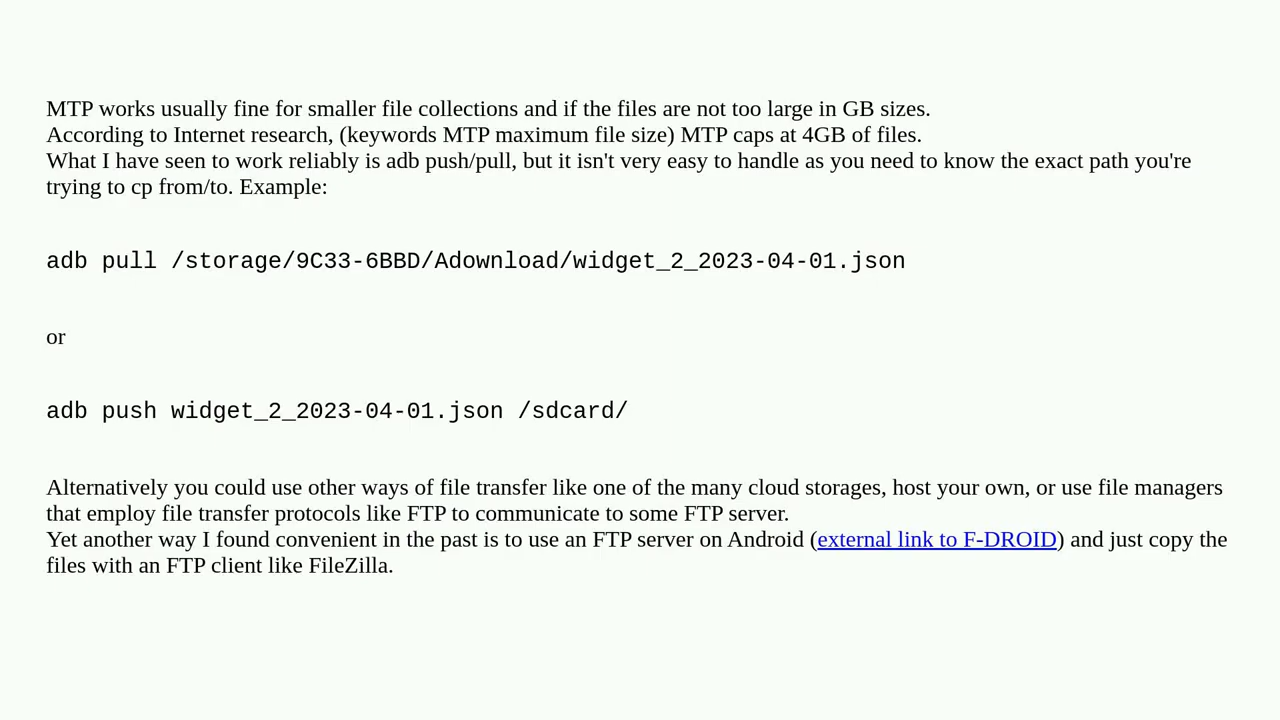 MTP works usually fine for smaller file collections and if the files are not too large in GB sizes.
According to Internet research, (keywords MTP maximum file size) MTP caps at 4GB of files.
What I have seen to work reliably is adb push/pull, but it isn't very easy to handle as you need to know the exact path you're
trying to cp from/to. Example:
adb pull /storage/9C33-6BBD/Adownload/widget_2_2023-04-01.json
or
adb push widget_2_2023-04-01.json /sdcard/
Alternatively you could use other ways of file transfer like one of the many cloud storages, host your own, or use file managers
that employ file transfer protocols like FTP to communicate to some FTP server.
Yet another way I found convenient in the past is to use an FTP server on Android (external link to F-DROID) and just copy the
files with an FTP client like FileZilla.